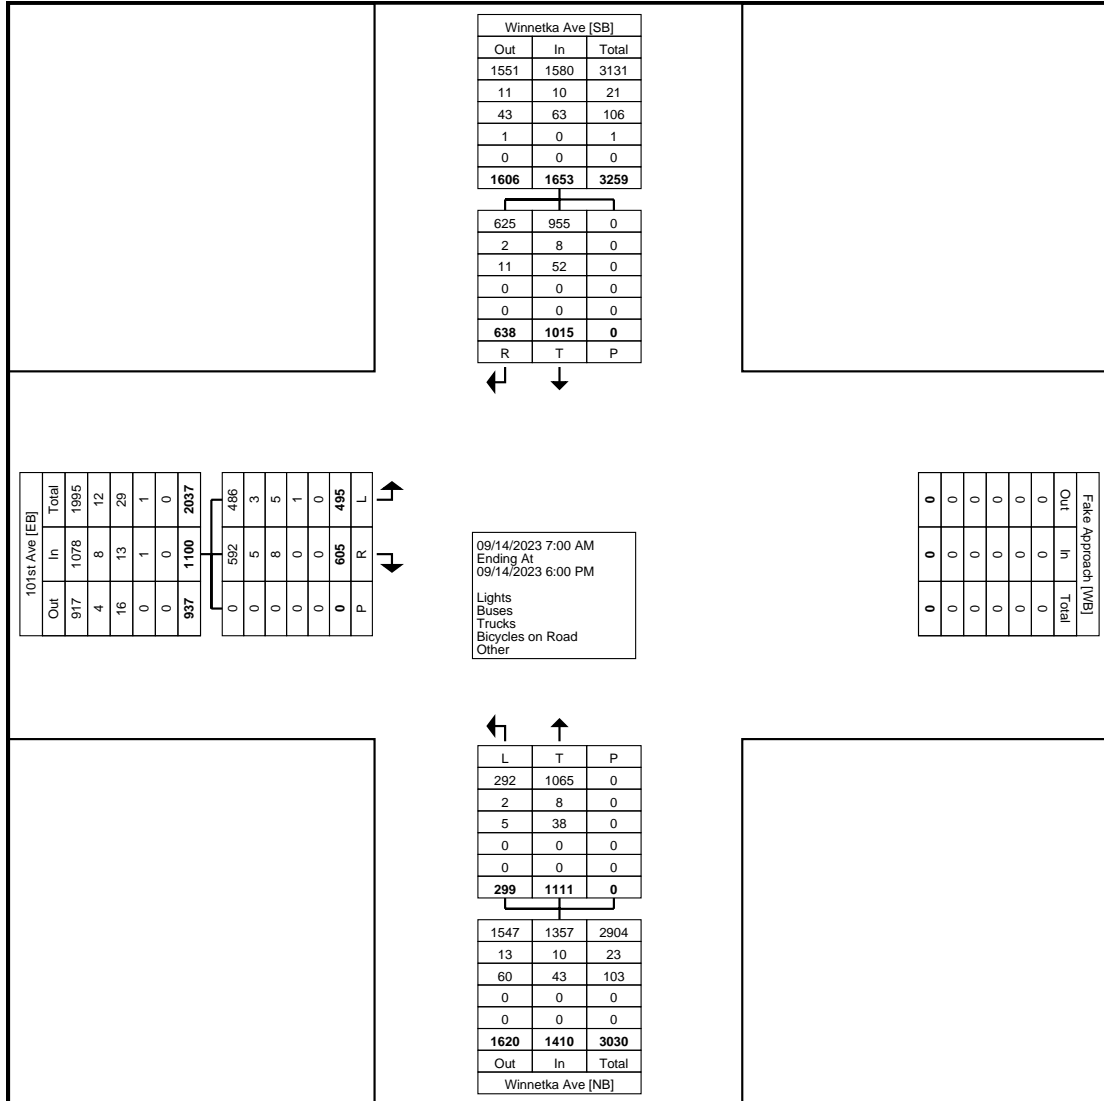 Winnetka Ave [SB]
Out In Total
1551 1580 3131
11 10 21
43 63 106
1 0 1
0 0 0
1606 1653 3259
625 955 0
2 8 0
11 52 0
0 0 0
0 0 0
638 1015 0
R T P
101st Ave [EB]
Out In Total
917 1078 1995
4 8 12
16 13 29
0 1 1
0 0 0
937 1100 2037
0 592 486
0 5 3
0 8 5
0 0 1
0 0 0
0 605 495
P R L
09/14/2023 7:00 AM
Ending At
09/14/2023 6:00 PM
Lights
Buses
Trucks
Bicycles on Road
Other
Fake Approach [WB]
Out In Total
0 0 0
0 0 0
0 0 0
0 0 0
0 0 0
0 0 0
L T P
292 1065 0
2 8 0
5 38 0
0 0 0
0 0 0
299 1111 0
1547 1357 2904
13 10 23
60 43 103
0 0 0
0 0 0
1620 1410 3030
Out In Total
Winnetka Ave [NB]